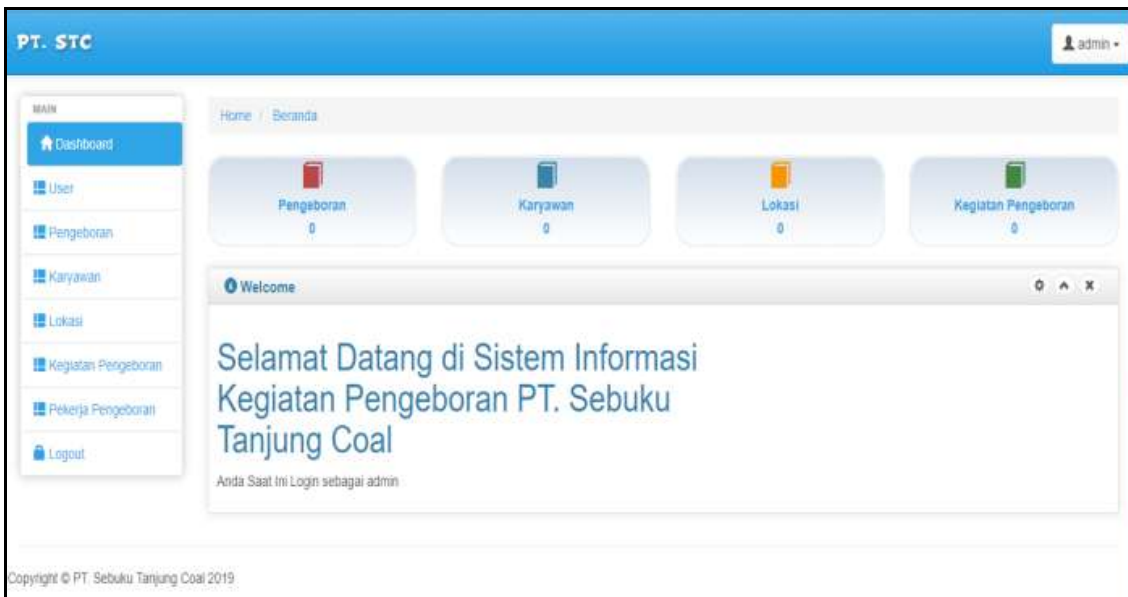 PT. STC
admin
MAIN
Dashboard
User
Pengeboran
Karyawan
Lokasi
Kegiatan Pengeboran
Pekerja Pengeboran
Logout
Home / Beranda
Pengeboran
0
Karyawan
0
Lokasi
0
Kegiatan Pengeboran
0
Welcome
Selamat Datang di Sistem Informasi
Kegiatan Pengeboran PT. Sebuku
Tanjung Coal
Anda Saat Ini Login sebagai admin
Copyright © PT. Sebuku Tanjung Coal 2019